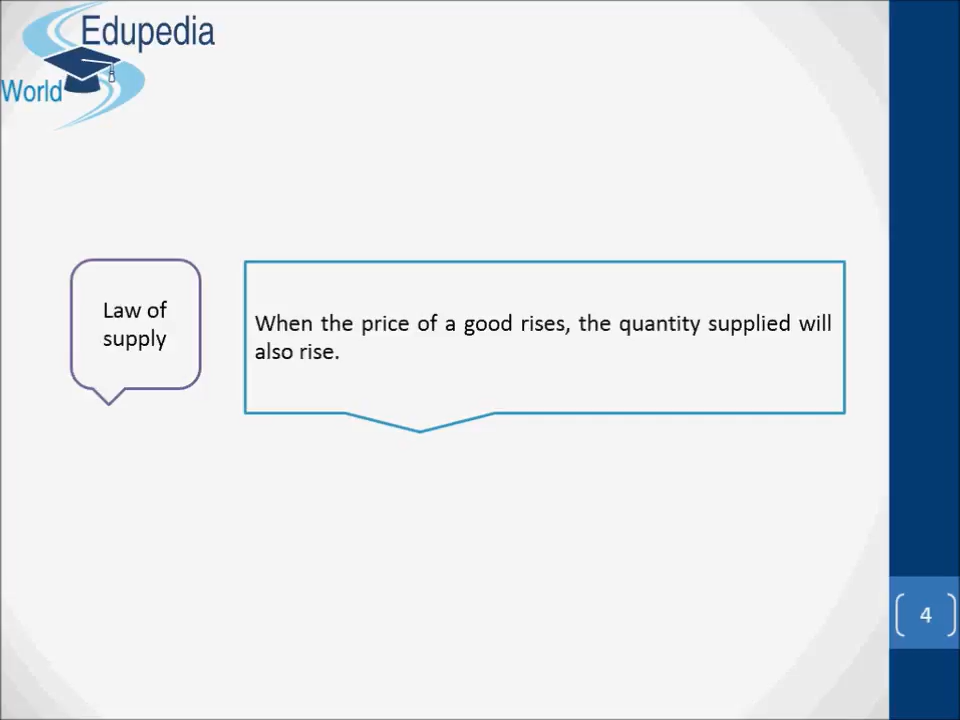 Edupedia
World
Law of
supply
When the price of a good rises, the quantity supplied will
also rise.
4